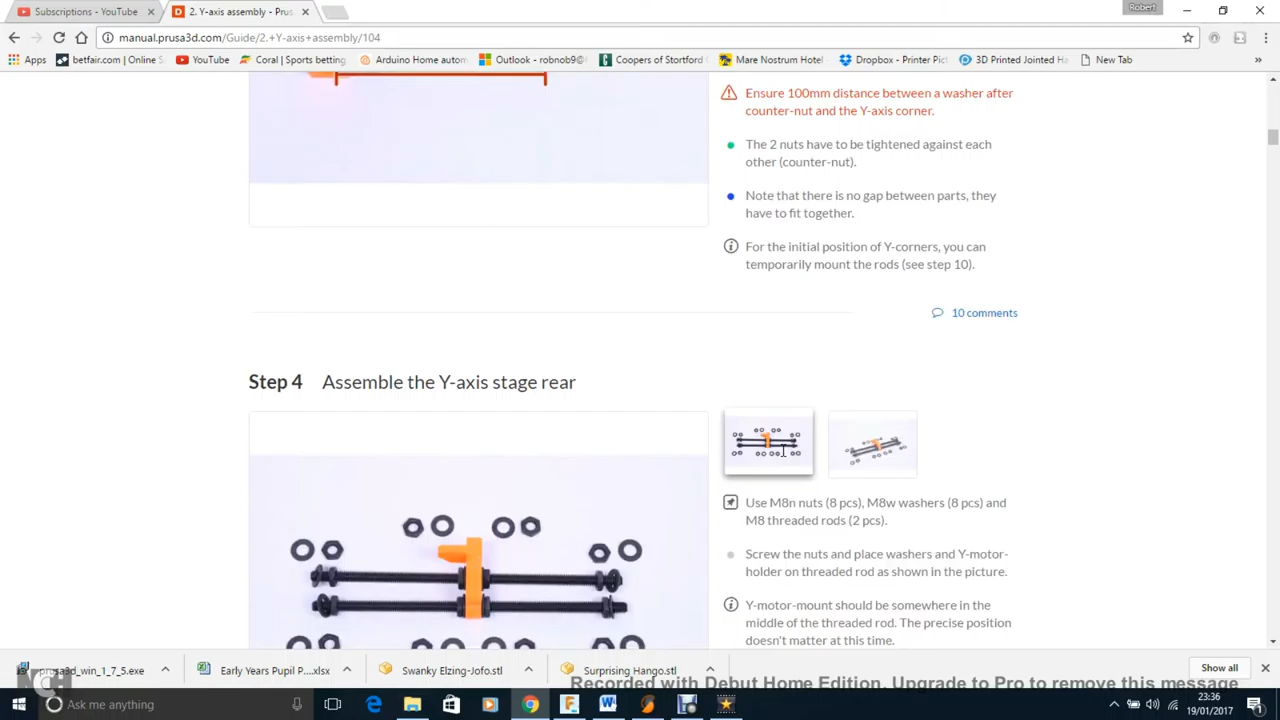 Subscriptions - YouTube
2. Y-axis assembly - Prus
Robert
manual.prusa3d.com/Guide/2.+Y-axis+assembly/104
Apps
betfair.com | Online S
YouTube
Coral | Sports betting
Arduino Home autom
Outlook - robnob9@
Coopers of Stortford
Mare Nostrum Hotel
Dropbox - Printer Pict
3D Printed Jointed H
New Tab
Ensure 100mm distance between a washer after
counter-nut and the Y-axis corner.
The 2 nuts have to be tightened against each
other (counter-nut).
Note that there is no gap between parts, they
have to fit together.
For the initial position of Y-corners, you can
temporarily mount the rods (see step 10).
10 comments
Step 4 Assemble the Y-axis stage rear
Use M8n nuts (8 pcs), M8w washers (8 pcs) and
M8 threaded rods (2 pcs).
Screw the nuts and place washers and Y-motor-
holder on threaded rod as shown in the picture.
Y-motor-mount should be somewhere in the
middle of the threaded rod. The precise position
doesn't matter at this time.
prusa3d_win_1_7_5.exe
Early Years Pupil P....xlsx
Swanky Elzing-Jofo.stl
Surprising Hango.stl
Show all
Recorded with Debut Home Edition. Upgrade to Pro to remove this message
Ask me anything
23:36
19/01/2017